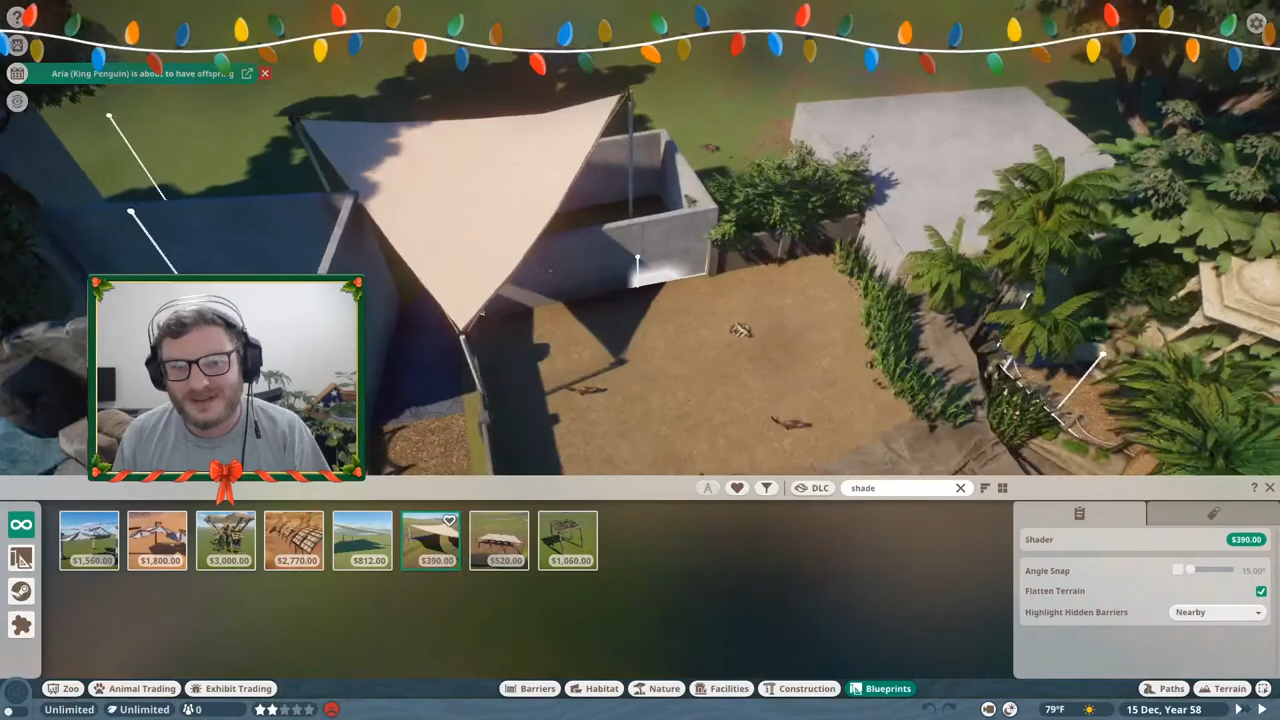 ?
Aria (King Penguin) is about to have offspring
DLC
shade
?
$1,560.00
$1,800.00
$3,000.00
$2,770.00
$812.00
$390.00
$520.00
$1,060.00
Shader
$390.00
Angle Snap
15.00°
Flatten Terrain
Highlight Hidden Barriers
Nearby
Zoo
Animal Trading
Exhibit Trading
Barriers
Habitat
Nature
Facilities
Construction
Blueprints
Paths
Terrain
Unlimited
Unlimited
0
79°F
15 Dec, Year 58